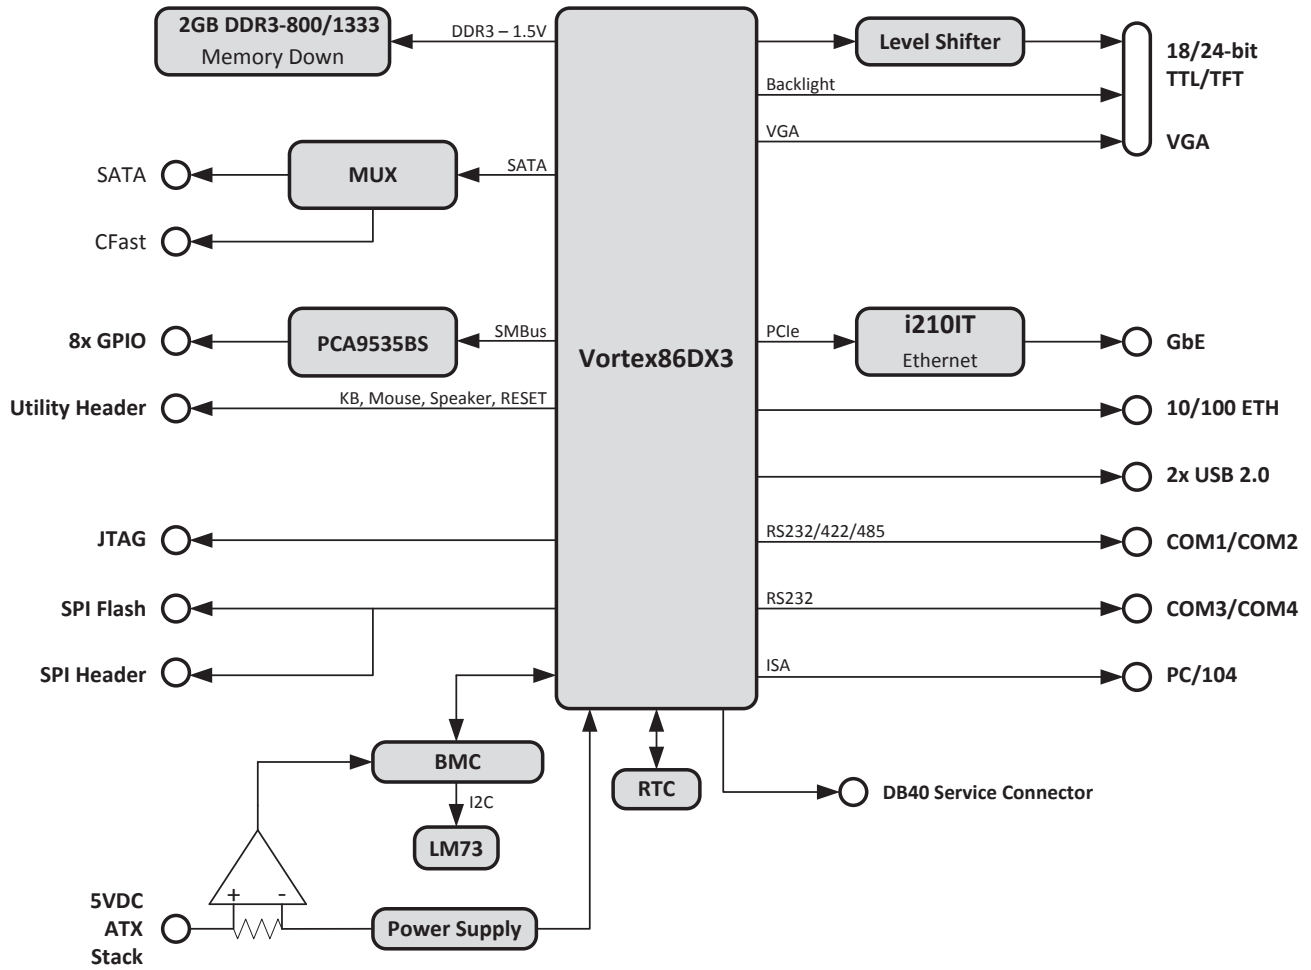 2GB DDR3-800/1333
Memory Down
DDR3 – 1.5V
Level Shifter
18/24-bit
TTL/TFT
Backlight
VGA
VGA
SATA
MUX
SATA
CFast
8x GPIO
PCA9535BS
SMBus
Vortex86DX3
PCIe
i210IT
Ethernet
GbE
Utility Header
KB, Mouse, Speaker, RESET
10/100 ETH
2x USB 2.0
JTAG
RS232/422/485
COM1/COM2
SPI Flash
RS232
COM3/COM4
SPI Header
ISA
PC/104
BMC
RTC
DB40 Service Connector
I2C
LM73
+ -
5VDC
ATX
Stack
Power Supply